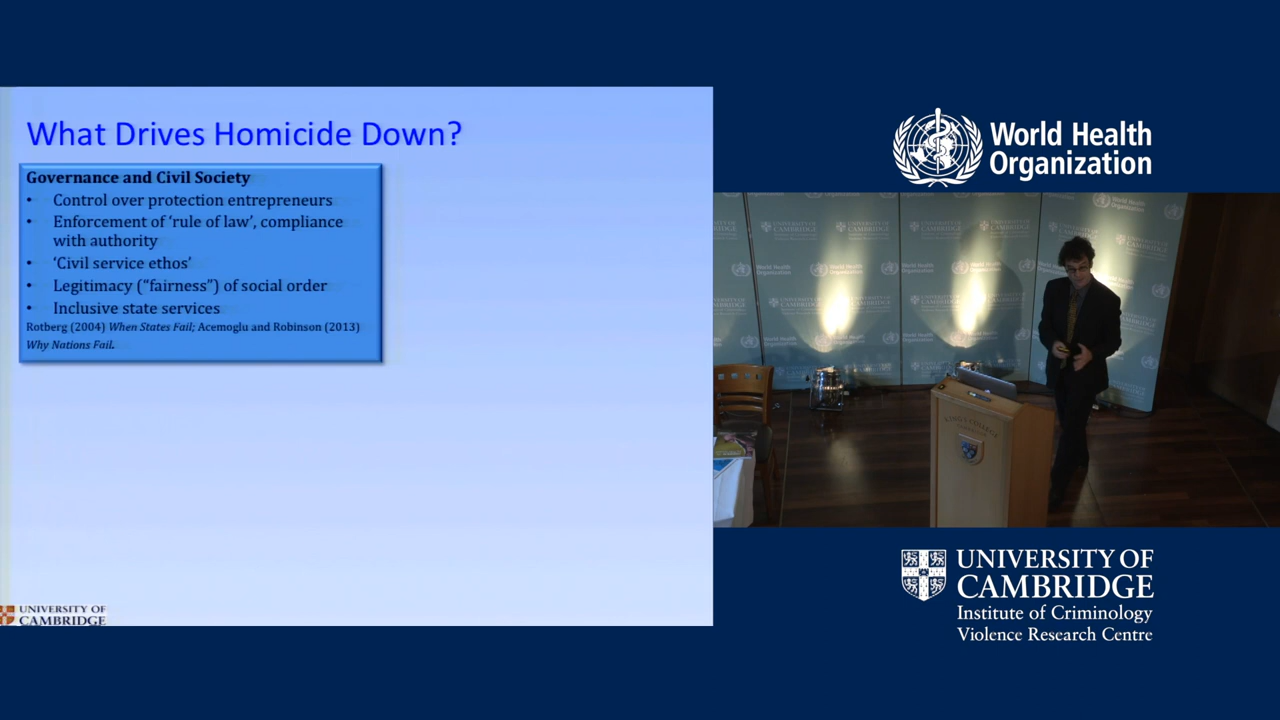 What Drives Homicide Down?
Governance and Civil Society
• Control over protection entrepreneurs
• Enforcement of ‘rule of law’, compliance
with authority
• ‘Civil service ethos’
• Legitimacy (“fairness”) of social order
• Inclusive state services
Rotberg (2004) When States Fail; Acemoglu and Robinson (2013)
Why Nations Fail.
UNIVERSITY OF
CAMBRIDGE
World Health
Organization
KING'S COLLEGE
UNIVERSITY OF
CAMBRIDGE
Institute of Criminology
Violence Research Centre